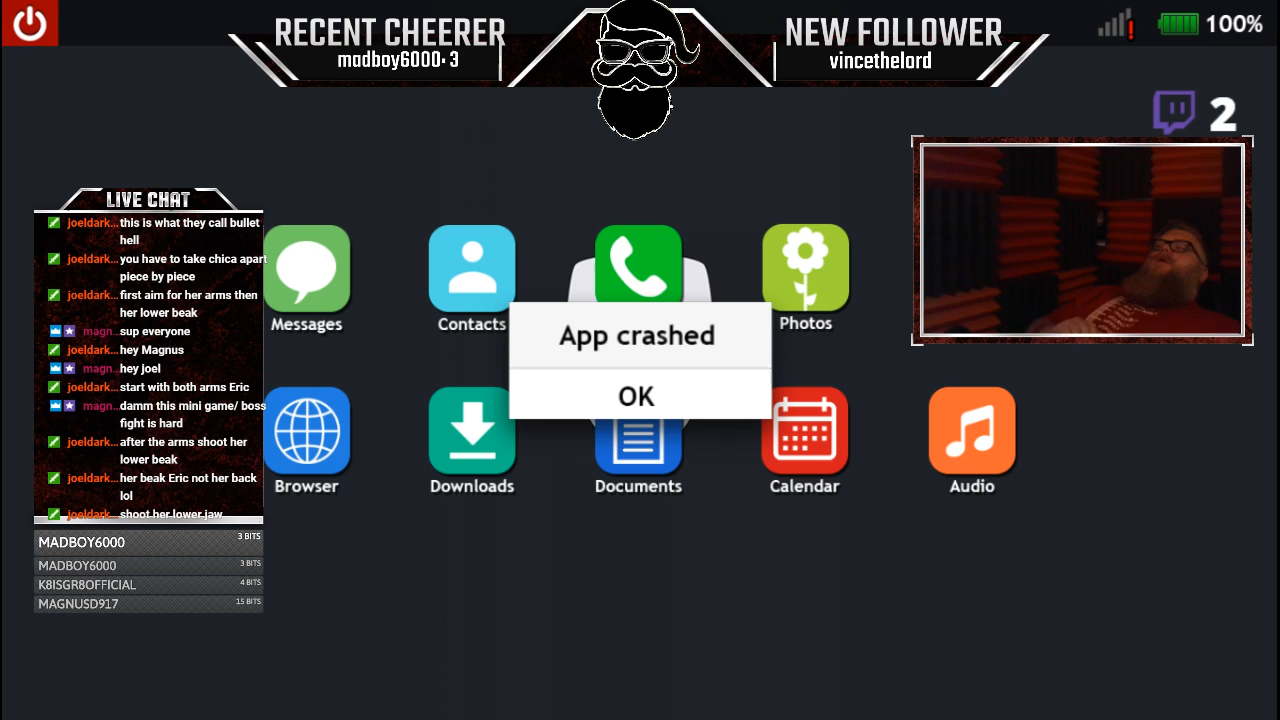 RECENT CHEERER
madboy6000: 3
NEW FOLLOWER
vincethelord
100%
2
LIVE CHAT
joeldark... this is what they call bullet
hell
joeldark... you have to take chica apart
piece by piece
joeldark... first aim for her arms then
her lower beak
magn... sup everyone
joeldark... hey Magnus
magn... hey joel
joeldark... start with both arms Eric
magn... damm this mini game/ boss
fight is hard
joeldark... after the arms shoot her
lower beak
joeldark... her beak Eric not her back
lol
joeldark... shoot her lower jaw
MADBOY6000 3 BITS
MADBOY6000 3 BITS
K8ISGR8OFFICIAL 4 BITS
MAGNUSD917 15 BITS
Messages
Contacts
Photos
App crashed
OK
Browser
Downloads
Documents
Calendar
Audio